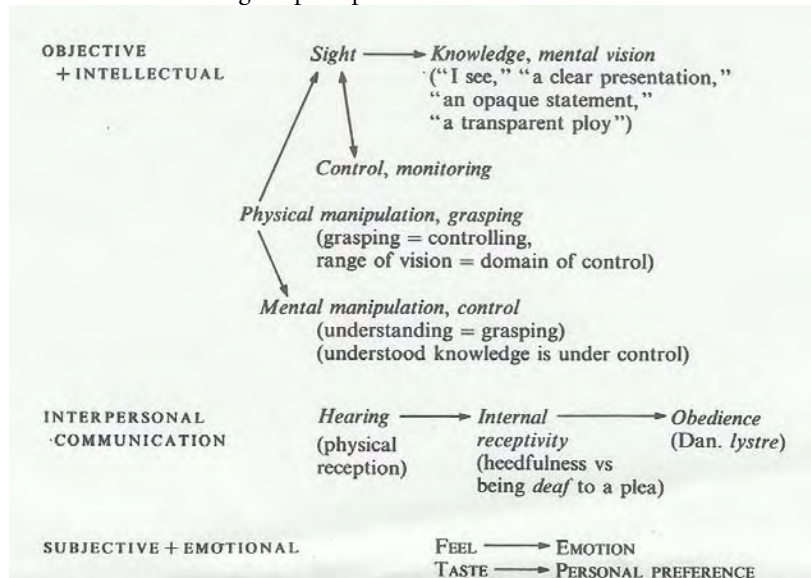 OBJECTIVE
+ INTELLECTUAL
Sight
Knowledge, mental vision
("I see," "a clear presentation,"
"an opaque statement,"
"a transparent ploy")
Control, monitoring
Physical manipulation, grasping
(grasping = controlling,
range of vision = domain of control)
Mental manipulation, control
(understanding = grasping)
(understood knowledge is under control)
INTERPERSONAL
COMMUNICATION
Hearing
(physical
reception)
Internal
receptivity
(heedfulness vs
being deaf to a plea)
Obedience
(Dan. lystre)
SUBJECTIVE + EMOTIONAL
FEEL
EMOTION
TASTE
PERSONAL PREFERENCE